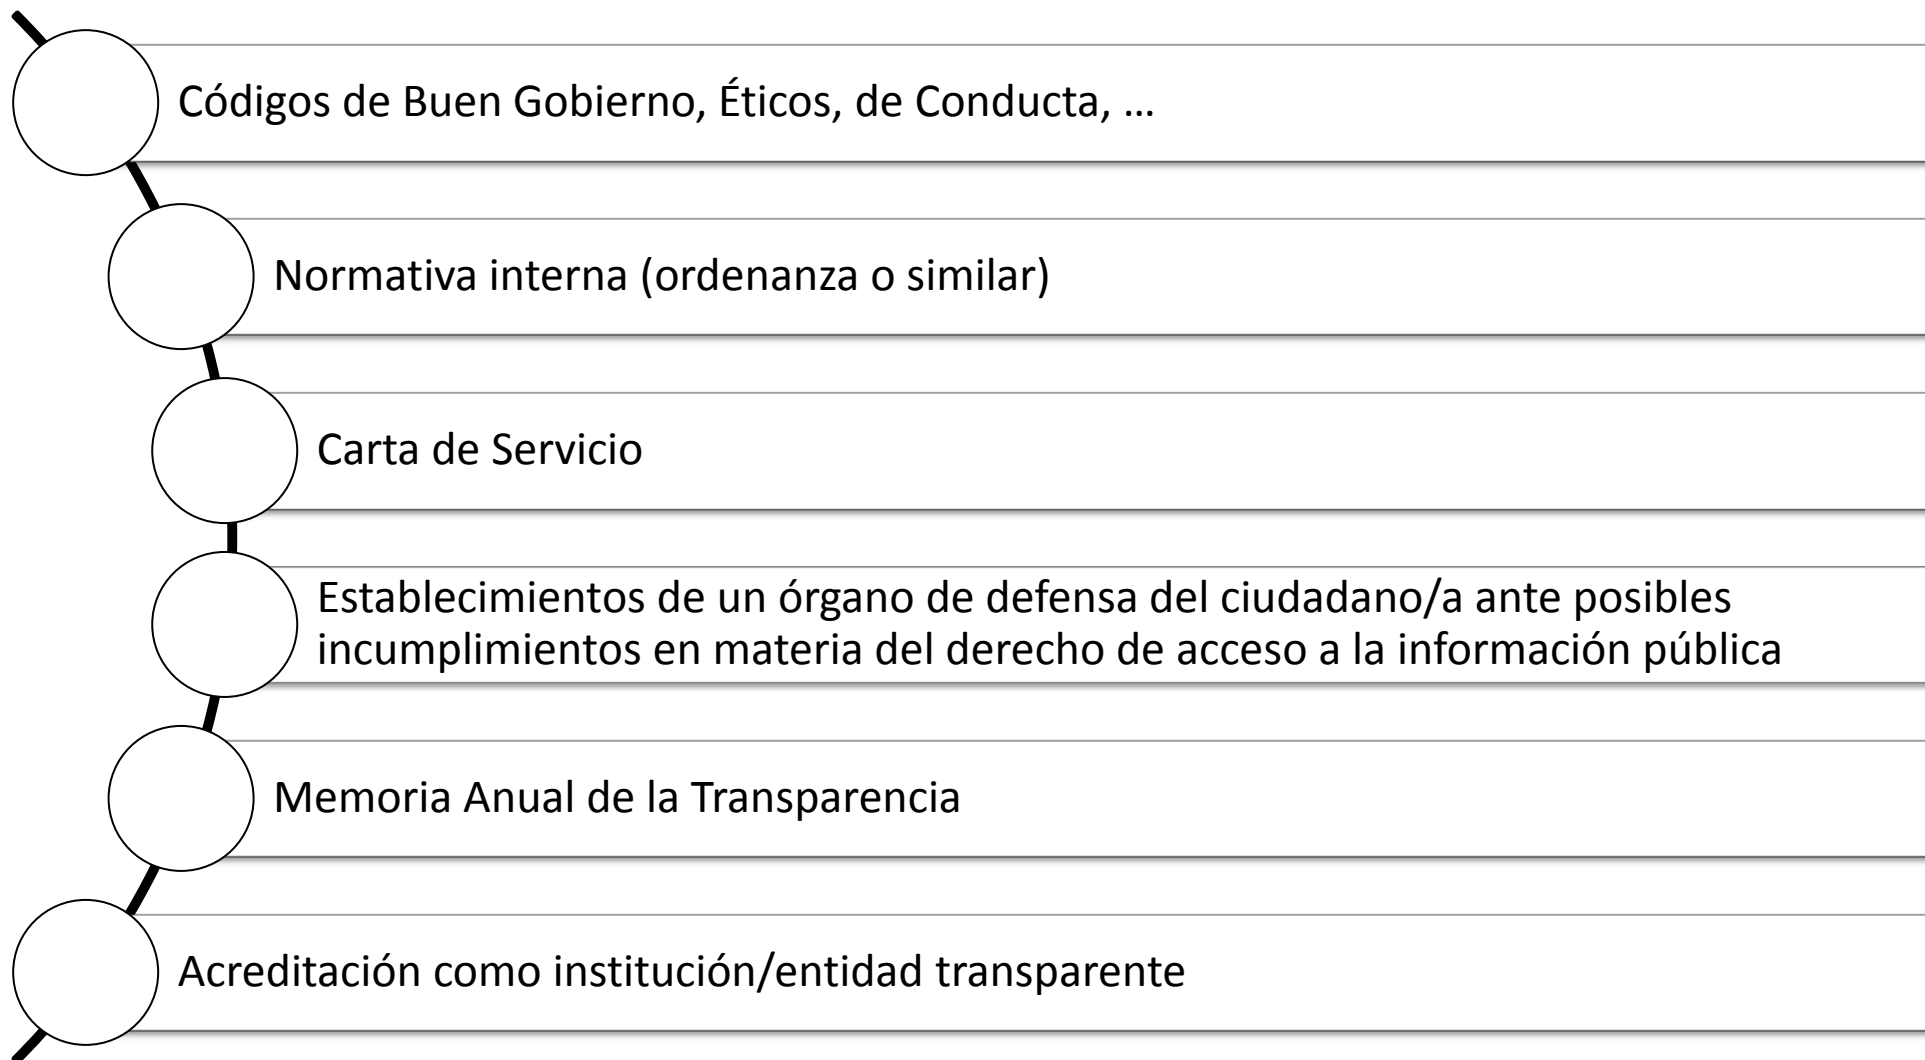 Códigos de Buen Gobierno, Éticos, de Conducta, ...
Normativa interna (ordenanza o similar)
Carta de Servicio
Establecimientos de un órgano de defensa del ciudadano/a ante posibles
incumplimientos en materia del derecho de acceso a la información pública
Memoria Anual de la Transparencia
Acreditación como institución/entidad transparente